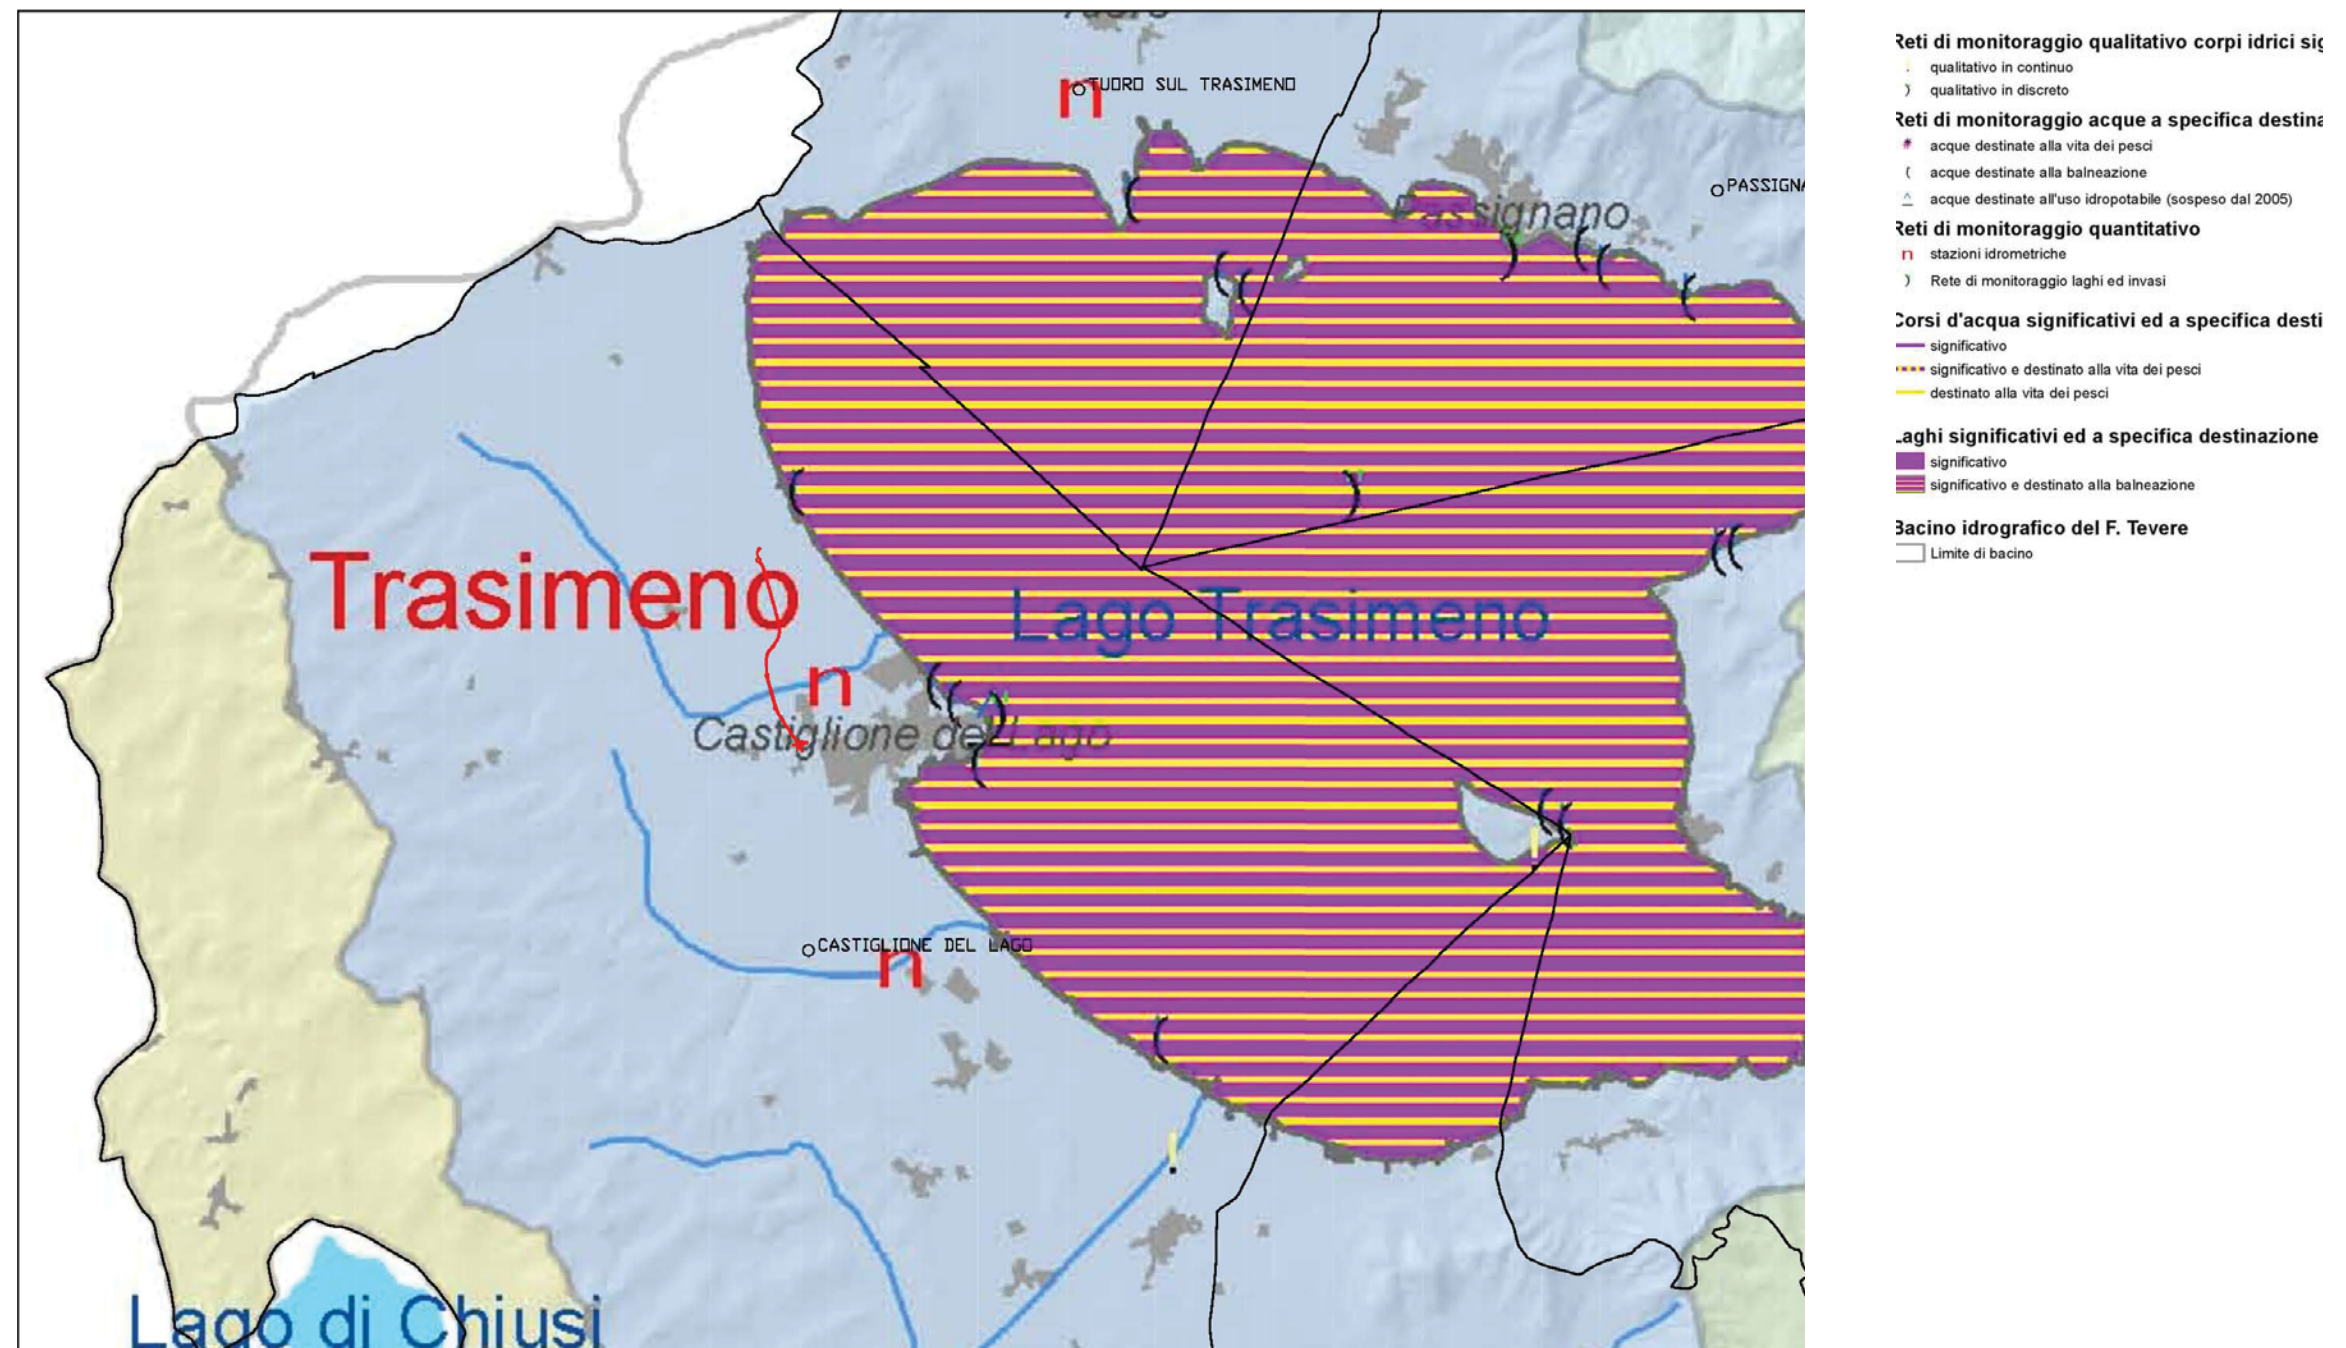 TUORO SUL TRASIMENO
Passignano
Trasimeno
Lago Trasimeno
Castiglione del Lago
CASTIGLIONE DEL LAGO
Lago di Chiusi
Reti di monitoraggio qualitativo corpi idrici
qualitativo in continuo
qualitativo in discreto
Reti di monitoraggio acque a specifica
acque destinate alla vita dei pesci
acque destinate alla balneazione
acque destinate all'uso idropotabile (sospeso dal 2005)
Reti di monitoraggio quantitativo
n stazioni idrometriche
Rete di monitoraggio laghi ed invasi
Corsi d'acqua significativi ed a specifica
significativo
significativo e destinato alla vita dei pesci
destinato alla vita dei pesci
Laghi significativi ed a specifica destinazione
significativo
significativo e destinato alla balneazione
Bacino idrografico del F. Tevere
Limite di bacino